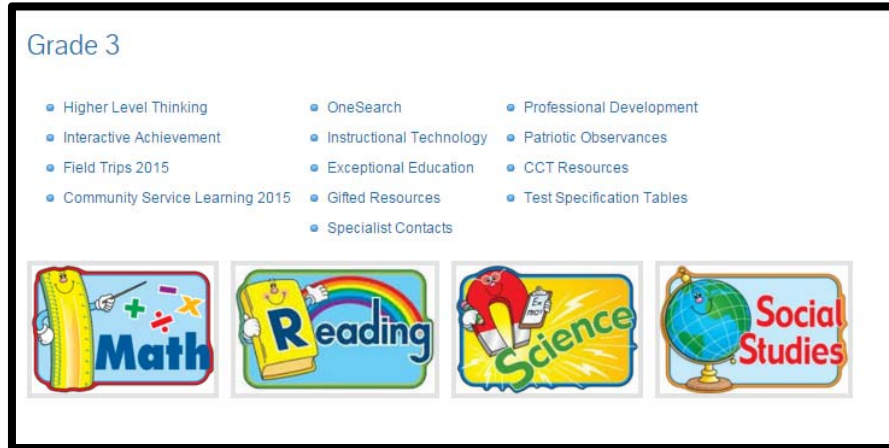 Grade 3
Higher Level Thinking
Interactive Achievement
Field Trips 2015
Community Service Learning 2015
OneSearch
Instructional Technology
Exceptional Education
Gifted Resources
Specialist Contacts
Professional Development
Patriotic Observances
CCT Resources
Test Specification Tables
+ - ÷ x
Math
Reading
E=
mc²
Science
Social
Studies